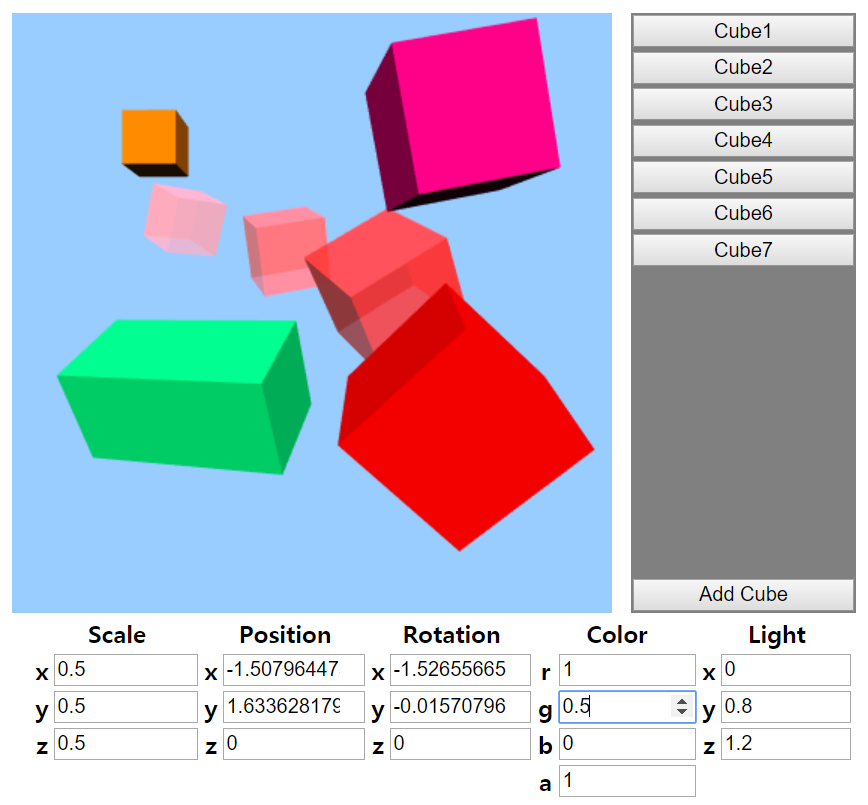 Cube1
Cube2
Cube3
Cube4
Cube5
Cube6
Cube7
Add Cube
Scale Position Rotation Color Light
x 0.5 x -1.50796447 x -1.52655665 r 1 x 0
y 0.5 y 1.633628179 y -0.01570796 g 0.5 y 0.8
z 0.5 z 0 z 0 b 0 z 1.2
a 1